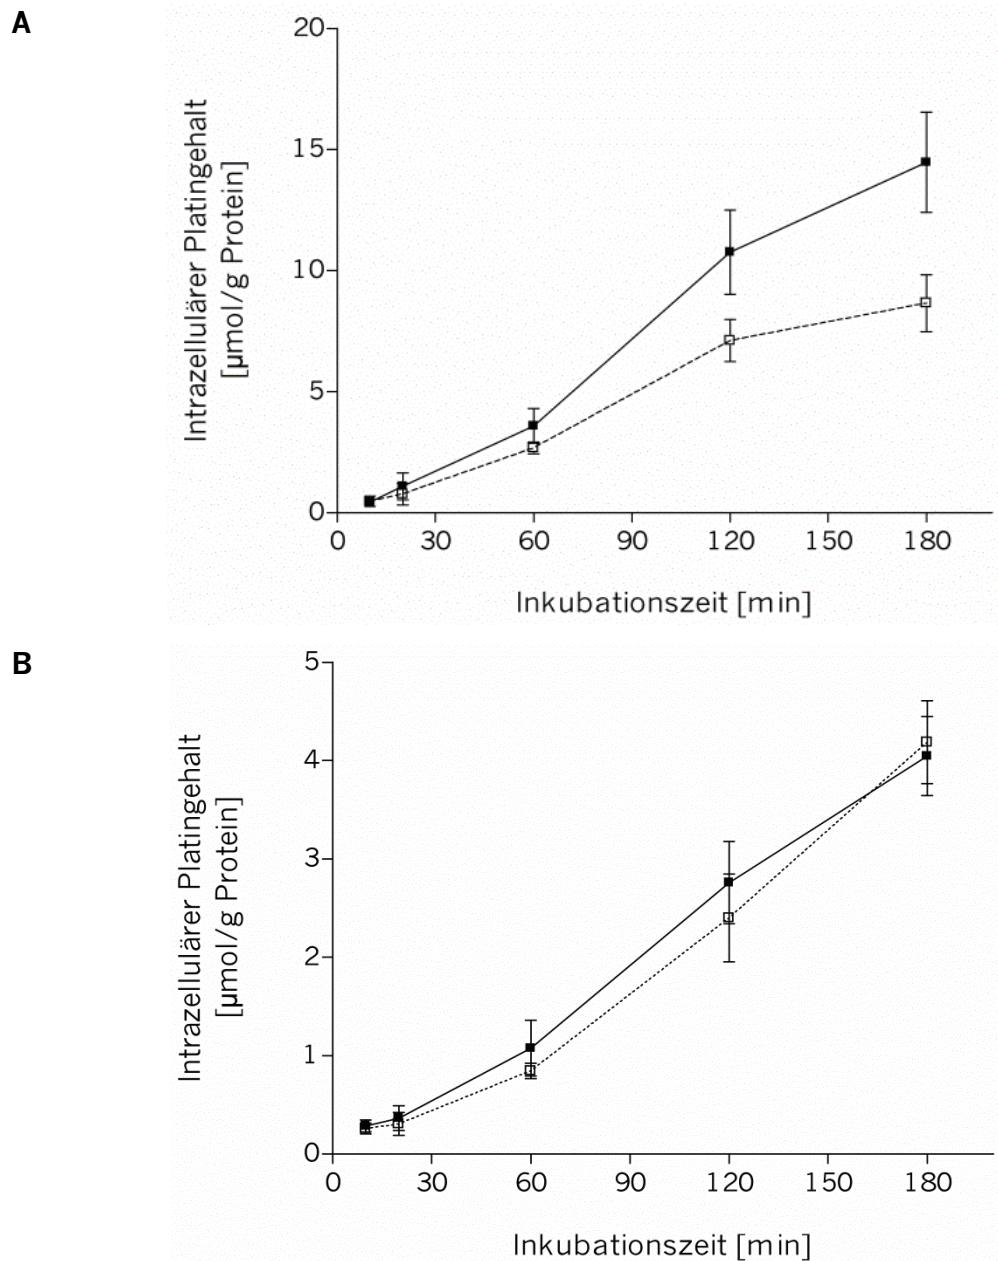 A
20
15
10
5
0
Intrazellulärer Platingehalt
[µmol/g Protein]
0 30 60 90 120 150 180
Inkubationszeit [min]
B
5
4
3
2
1
0
Intrazellulärer Platingehalt
[µmol/g Protein]
0 30 60 90 120 150 180
Inkubationszeit [min]